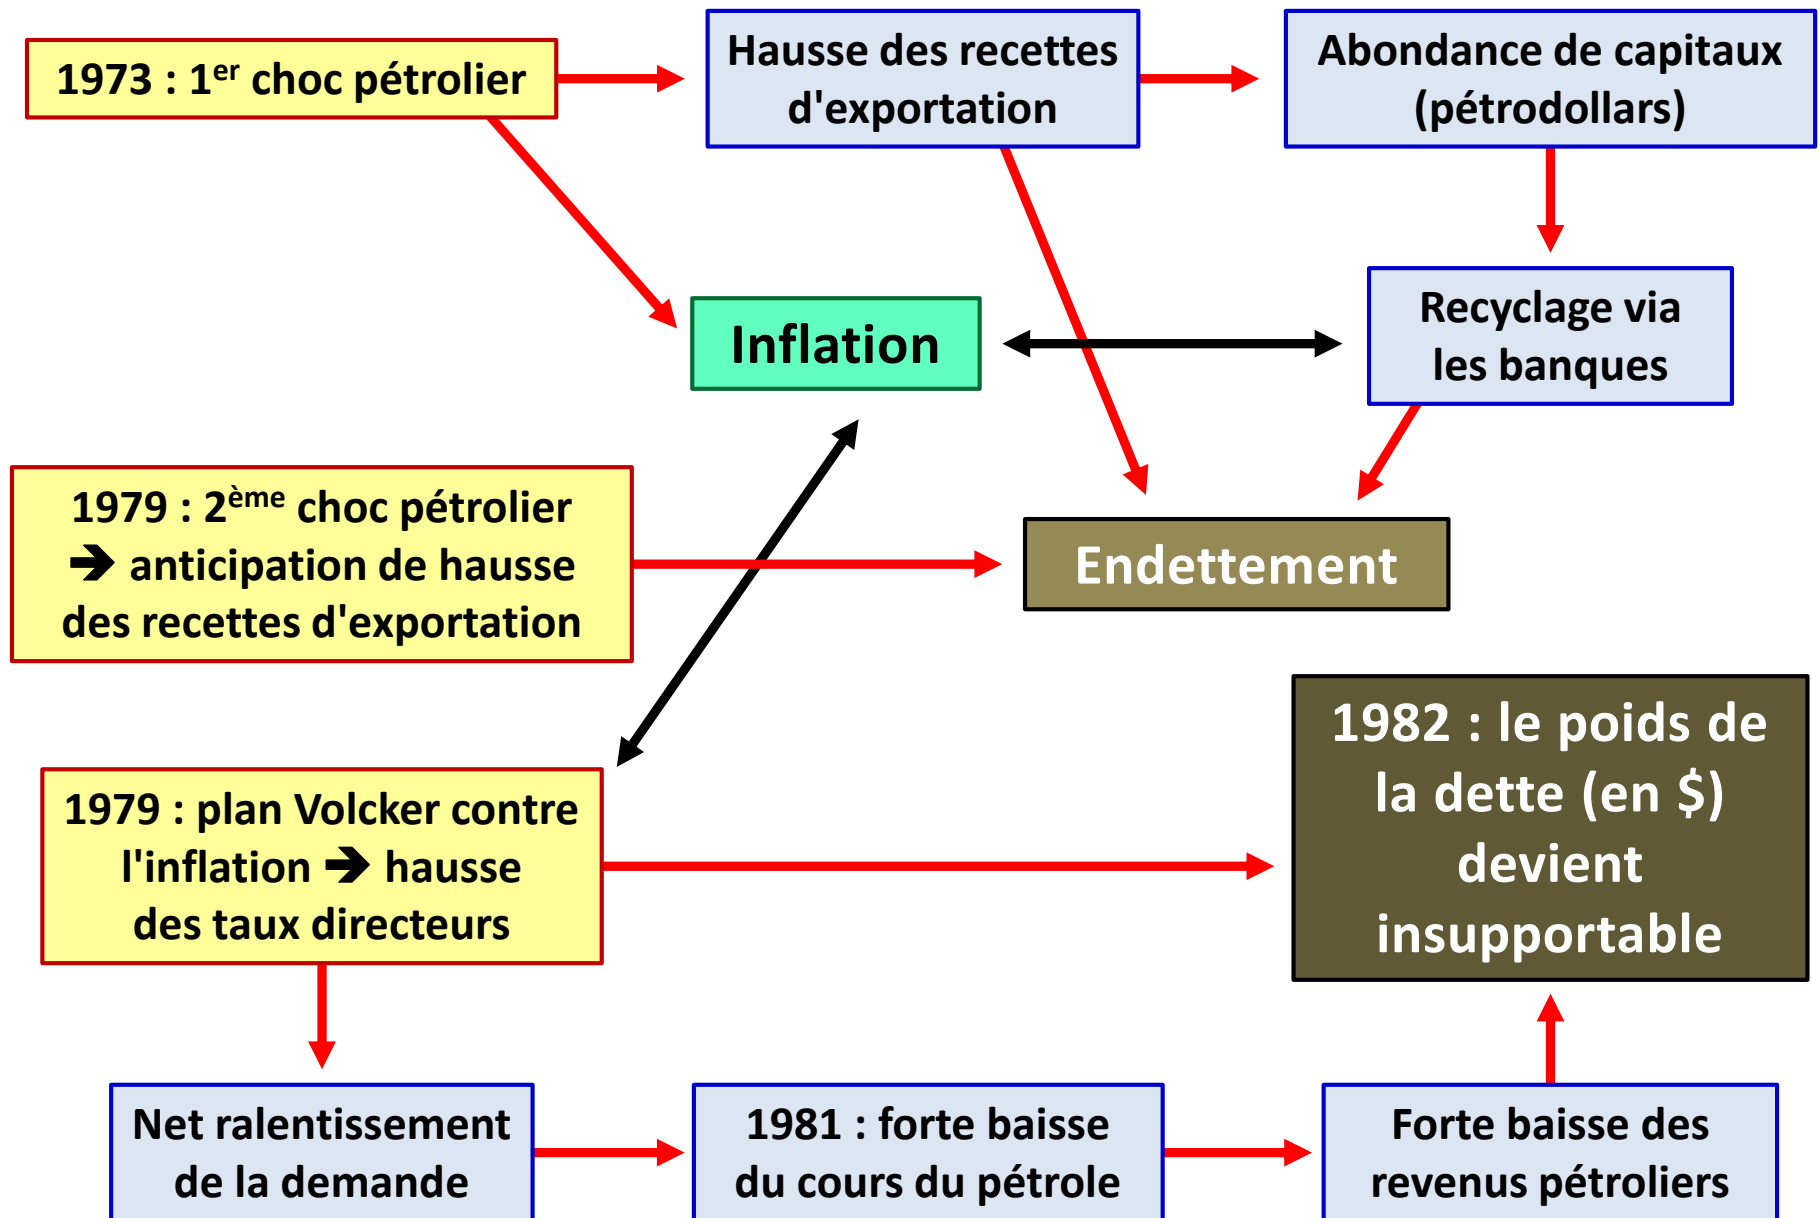 1973 : 1er choc pétrolier
Hausse des recettes
d'exportation
Abondance de capitaux
(pétrodollars)
Inflation
Recyclage via
les banques
1979 : 2ème choc pétrolier
➔ anticipation de hausse
des recettes d'exportation
Endettement
1982 : le poids de
la dette (en $)
devient
insupportable
1979 : plan Volcker contre
l'inflation ➔ hausse
des taux directeurs
Net ralentissement
de la demande
1981 : forte baisse
du cours du pétrole
Forte baisse des
revenus pétroliers